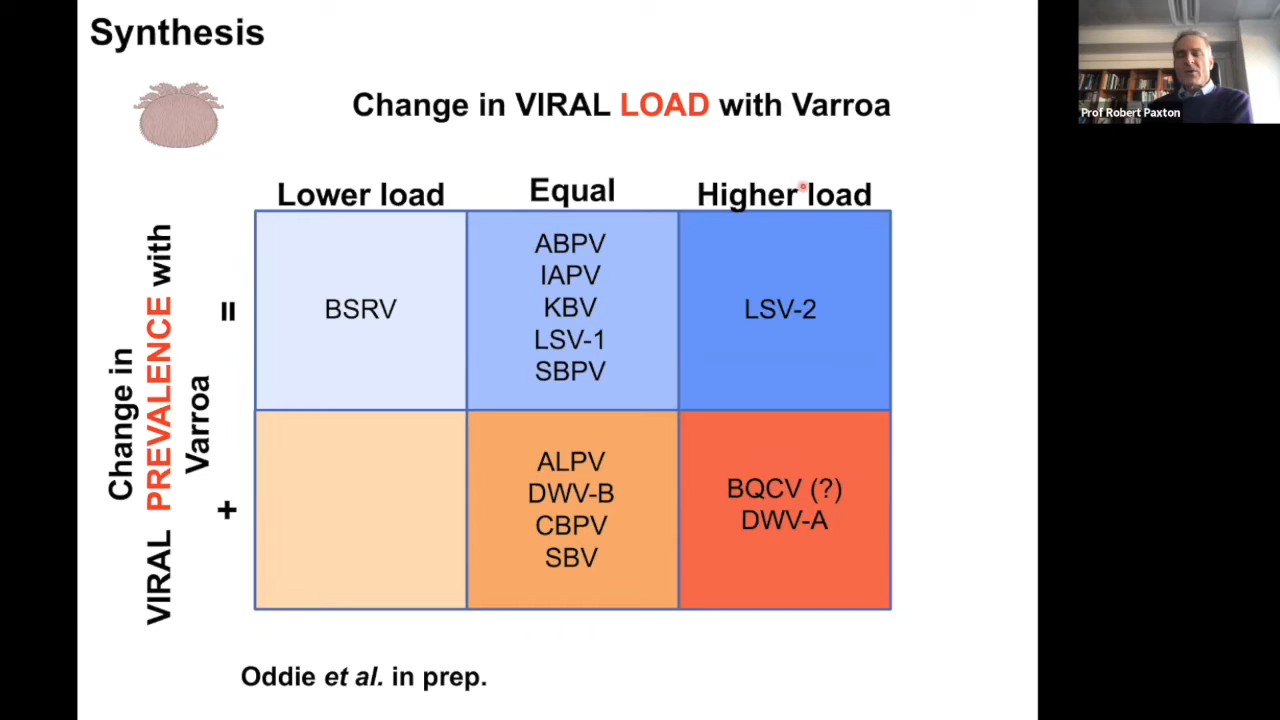 Synthesis
Change in VIRAL LOAD with Varroa
Prof Robert Paxton
Lower load
Equal
Higher load
Change in
VIRAL PREVALENCE with
Varroa
=
BSRV
ABPV
IAPV
KBV
LSV-1
SBPV
LSV-2
+
ALPV
DWV-B
CBPV
SBV
BQCV (?)
DWV-A
Oddie et al. in prep.